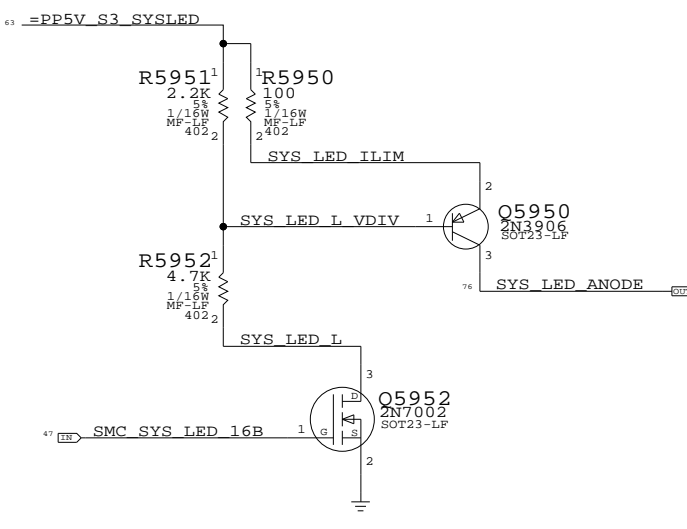 63 =PP5V_S3_SYSLED
R5951
2.2K
5%
1/16W
MF-LF
402
1
2
R5950
100
5%
1/16W
MF-LF
402
1
2
SYS_LED_ILIM
2
SYS_LED_L_VDIV
1
Q5950
2N3906
SOT23-LF
3
R5952
4.7K
5%
1/16W
MF-LF
402
1
2
76 SYS_LED_ANODE
OUT
SYS_LED_L
3
D
Q5952
2N7002
SOT23-LF
47 IN SMC_SYS_LED_16B 1
G
S
2